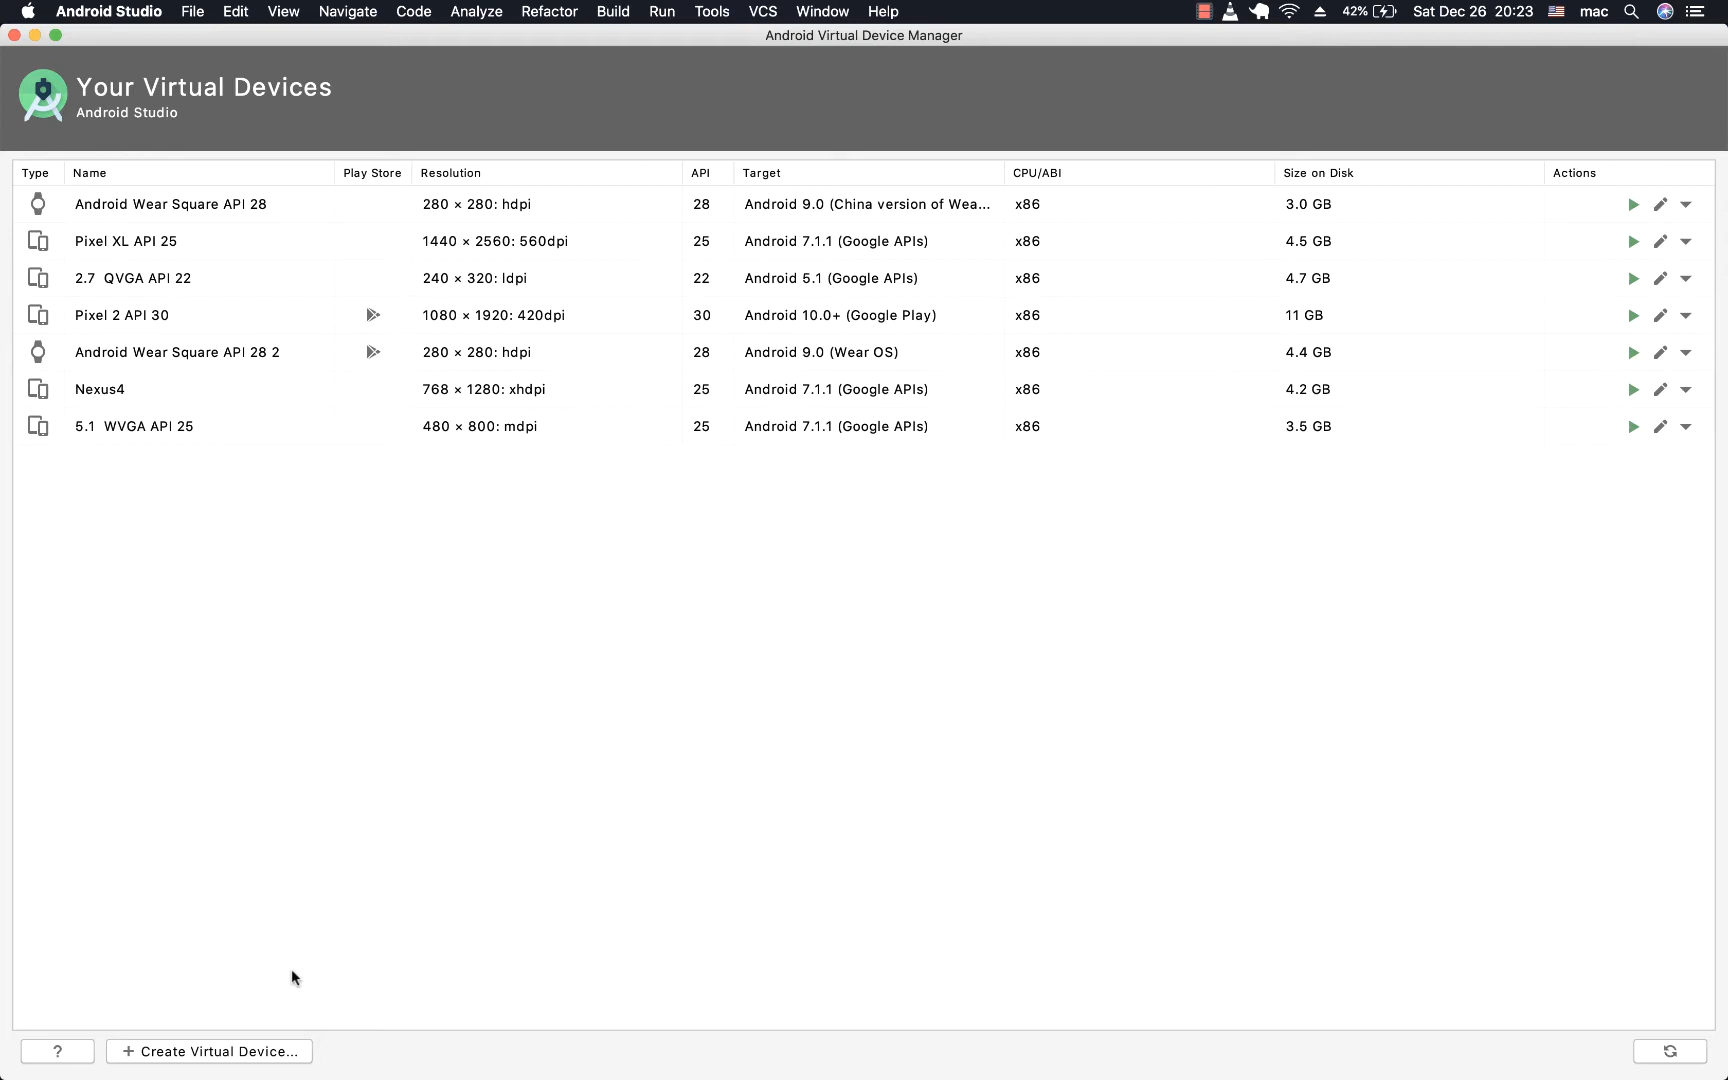 Android Studio File Edit View Navigate Code Analyze Refactor Build Run Tools VCS Window Help 42% Sat Dec 26 20:23 mac
Android Virtual Device Manager
Your Virtual Devices
Android Studio
Type Name Play Store Resolution API Target CPU/ABI Size on Disk Actions
Android Wear Square API 28 280 × 280: hdpi 28 Android 9.0 (China version of Wea... x86 3.0 GB
Pixel XL API 25 1440 × 2560: 560dpi 25 Android 7.1.1 (Google APIs) x86 4.5 GB
2.7 QVGA API 22 240 × 320: ldpi 22 Android 5.1 (Google APIs) x86 4.7 GB
Pixel 2 API 30 1080 × 1920: 420dpi 30 Android 10.0+ (Google Play) x86 11 GB
Android Wear Square API 28 2 280 × 280: hdpi 28 Android 9.0 (Wear OS) x86 4.4 GB
Nexus4 768 × 1280: xhdpi 25 Android 7.1.1 (Google APIs) x86 4.2 GB
5.1 WVGA API 25 480 × 800: mdpi 25 Android 7.1.1 (Google APIs) x86 3.5 GB
? + Create Virtual Device...